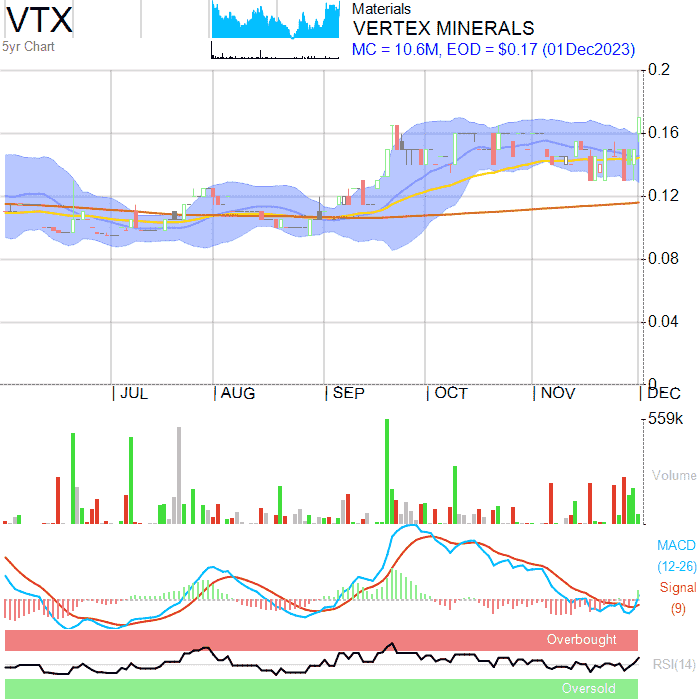 VTX
5yr Chart
Materials
VERTEX MINERALS
MC = 10.6M, EOD = $0.17 (01Dec2023)
0.2
0.16
0.12
0.08
0.04
0
JUL AUG SEP OCT NOV DEC
559k
Volume
MACD
(12-26)
Signal
(9)
Overbought
RSI(14)
Oversold